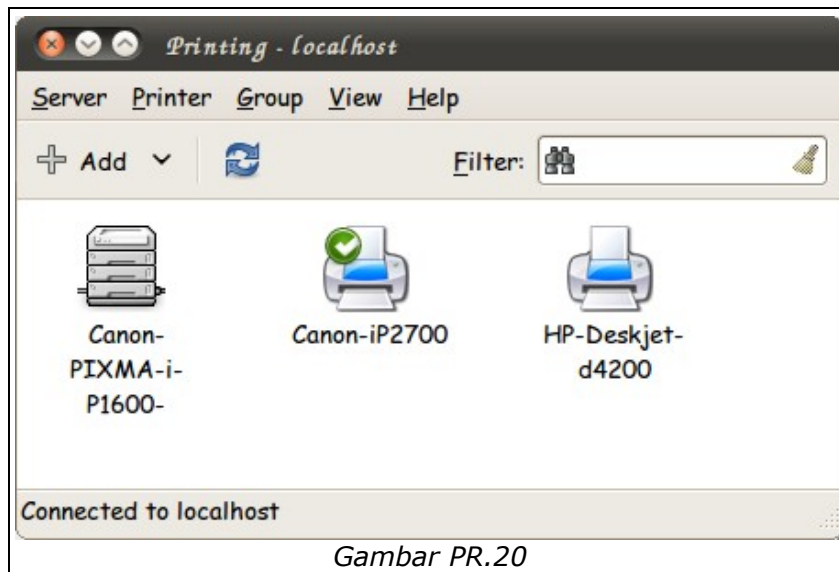 Printing - localhost
Server Printer Group View Help
Add Filter:
Canon-
PIXMA-i-
P1600-
Canon-iP2700
HP-Deskjet-
d4200
Connected to localhost
Gambar PR.20